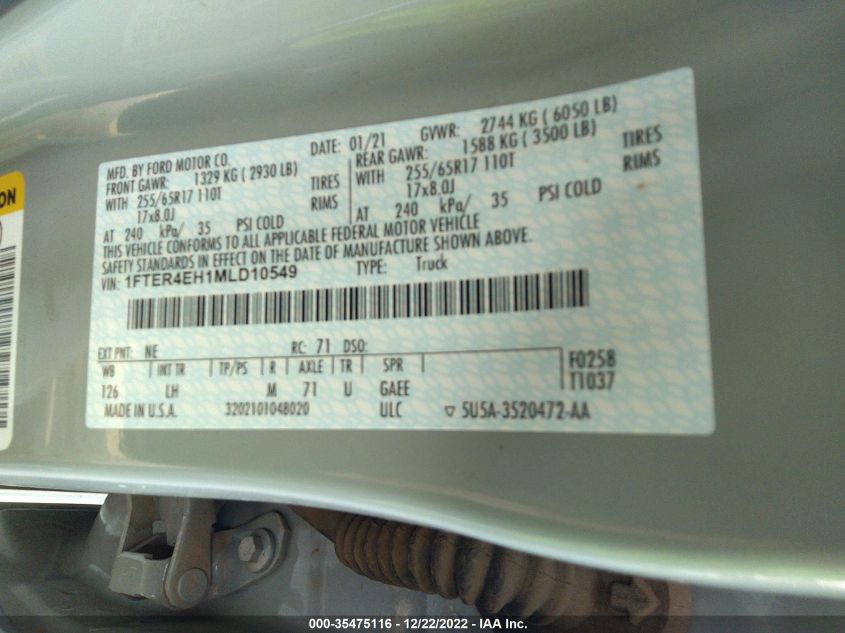 ON
MFD. BY FORD MOTOR CO. DATE: 01/21 GVWR: 2744 KG ( 6050 LB)
FRONT GAWR: 1329 KG ( 2930 LB) REAR GAWR: 1588 KG ( 3500 LB)
WITH 255/65R17 110T TIRES WITH 255/65R17 110T TIRES
17x8.0J RIMS 17x8.0J RIMS
AT 240 kPa/ 35 PSI COLD AT 240 kPa/ 35 PSI COLD
THIS VEHICLE CONFORMS TO ALL APPLICABLE FEDERAL MOTOR VEHICLE
SAFETY STANDARDS IN EFFECT ON THE DATE OF MANUFACTURE SHOWN ABOVE.
VIN: 1FTER4EH1MLD10549 TYPE: Truck
EXT PNT: NE RC: 71 DSO:
WB INT TR TP/PS R AXLE TR SPR F0258
126 LH M 71 U GAEE T1037
MADE IN U.S.A. 3202101048020 ULC ▽ 5U5A-3520472-AA
000-35475116 - 12/22/2022 - IAA Inc.